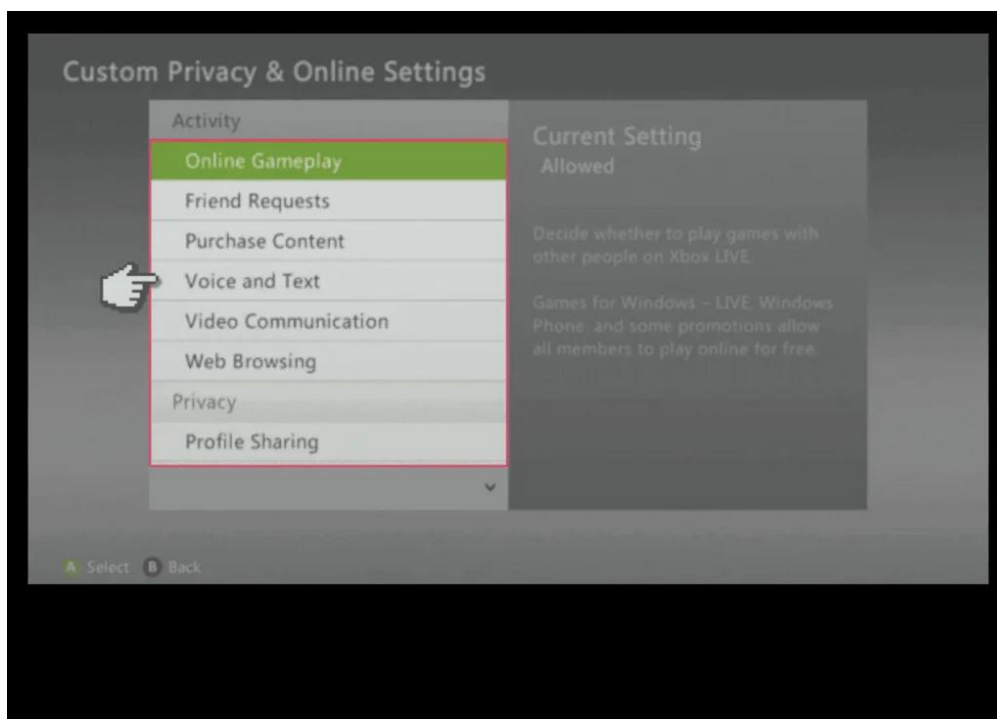 Custom Privacy & Online Settings
Activity
Online Gameplay
Friend Requests
Purchase Content
Voice and Text
Video Communication
Web Browsing
Privacy
Profile Sharing
Current Setting
Allowed
Decide whether to play games with
other people on Xbox LIVE.
Games for Windows – LIVE, Windows
Phone, and some promotions allow
all members to play online for free.
A Select B Back